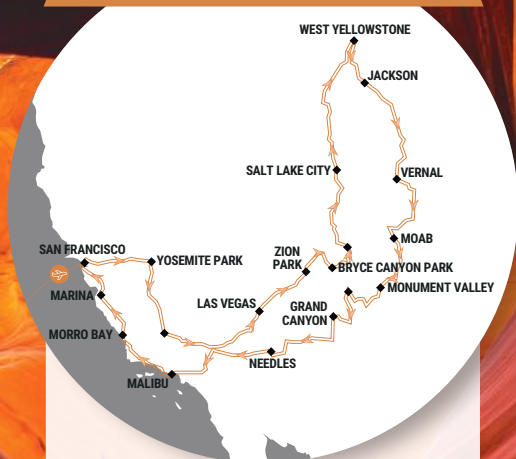 WEST YELLOWSTONE
JACKSON
SALT LAKE CITY
VERNAL
MOAB
SAN FRANCISCO
YOSEMITE PARK
ZION
PARK
BRYCE CANYON PARK
MONUMENT VALLEY
MARINA
LAS VEGAS
GRAND
CANYON
MORRO BAY
NEEDLES
MALIBU